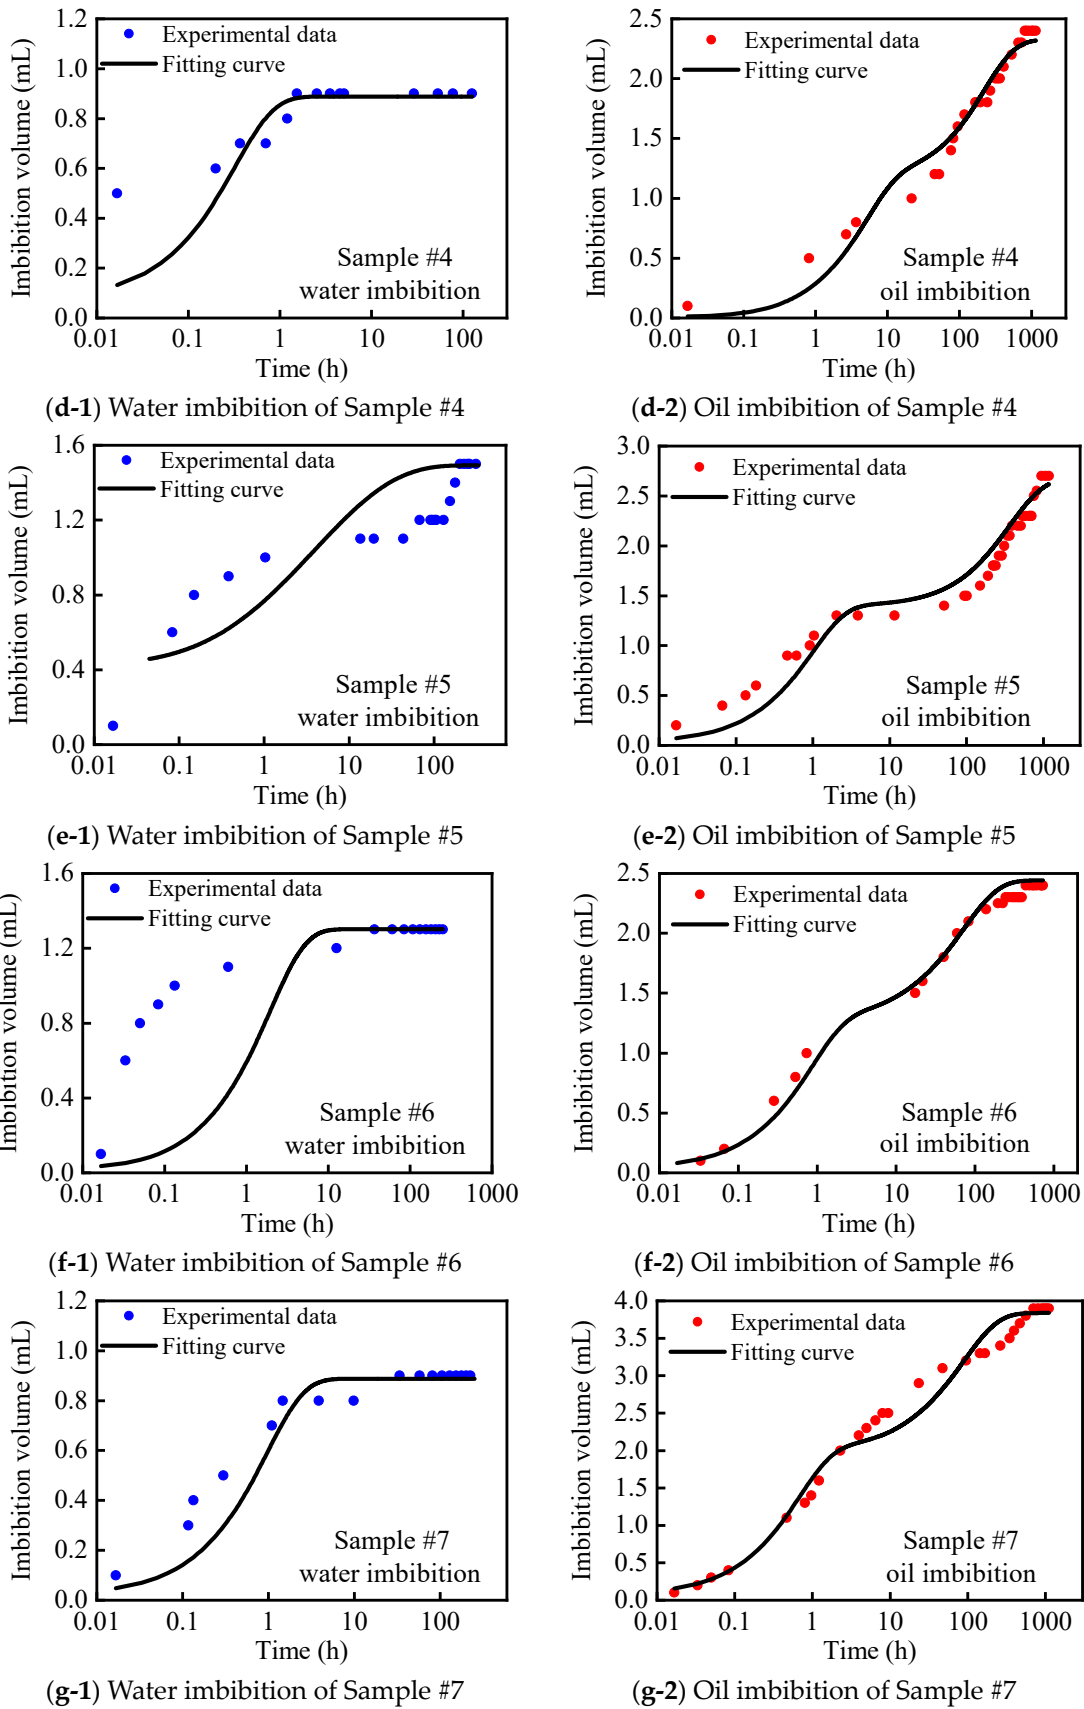 1.2
1.0
0.8
0.6
0.4
0.2
0.0
Imbibition volume (mL)
Experimental data
Fitting curve
Sample #4
water imbibition
0.01 0.1 1 10 100
Time (h)
(d-1) Water imbibition of Sample #4
2.5
2.0
1.5
1.0
0.5
0.0
Imbibition volume (mL)
Experimental data
Fitting curve
Sample #4
oil imbibition
0.01 0.1 1 10 100 1000
Time (h)
(d-2) Oil imbibition of Sample #4
1.6
1.2
0.8
0.4
0.0
Imbibition volume (mL)
Experimental data
Fitting curve
Sample #5
water imbibition
0.01 0.1 1 10 100
Time (h)
(e-1) Water imbibition of Sample #5
3.0
2.5
2.0
1.5
1.0
0.5
0.0
Imbibition volume (mL)
Experimental data
Fitting curve
Sample #5
oil imbibition
0.01 0.1 1 10 100 1000
Time (h)
(e-2) Oil imbibition of Sample #5
1.6
1.2
0.8
0.4
0.0
Imbibition volume (mL)
Experimental data
Fitting curve
Sample #6
water imbibition
0.01 0.1 1 10 100 1000
Time (h)
(f-1) Water imbibition of Sample #6
2.5
2.0
1.5
1.0
0.5
0.0
Imbibition volume (mL)
Experimental data
Fitting curve
Sample #6
oil imbibition
0.01 0.1 1 10 100 1000
Time (h)
(f-2) Oil imbibition of Sample #6
1.2
1.0
0.8
0.6
0.4
0.2
0.0
Imbibition volume (mL)
Experimental data
Fitting curve
Sample #7
water imbibition
0.01 0.1 1 10 100
Time (h)
(g-1) Water imbibition of Sample #7
4.0
3.5
3.0
2.5
2.0
1.5
1.0
0.5
0.0
Imbibition volume (mL)
Experimental data
Fitting curve
Sample #7
oil imbibition
0.01 0.1 1 10 100 1000
Time (h)
(g-2) Oil imbibition of Sample #7